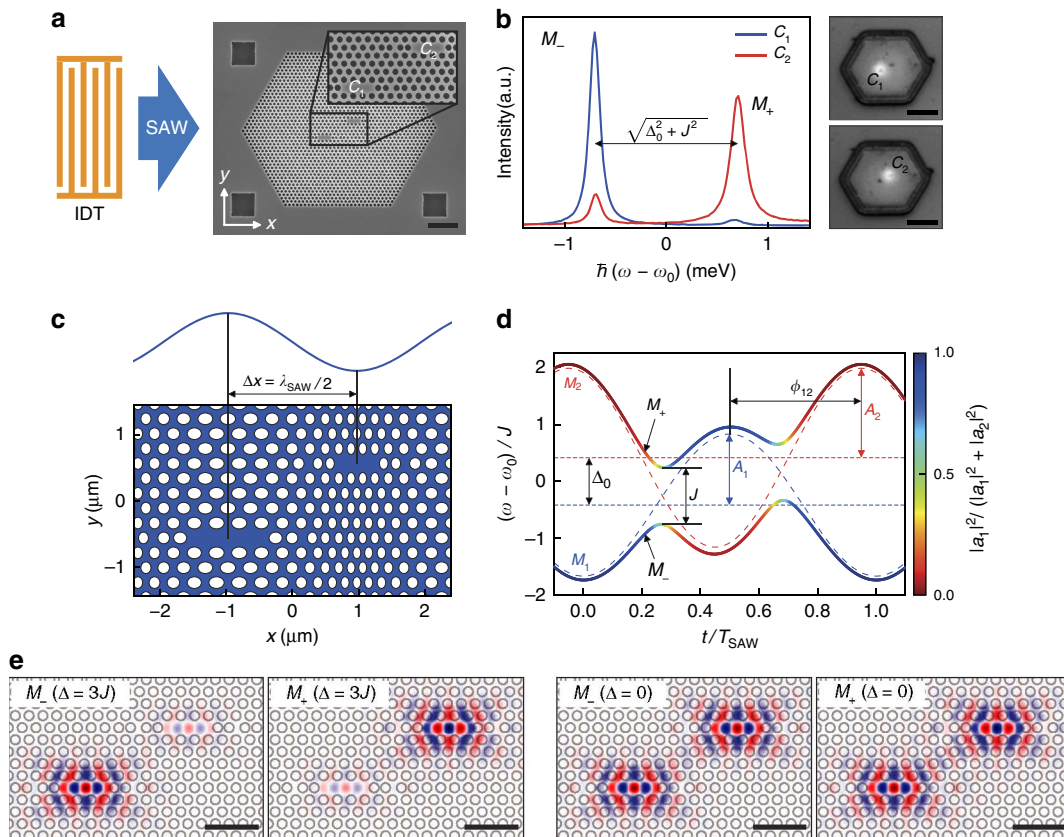 a
IDT
SAW
y
x
C₂
C₁
b
M₋
C₁
C₂
M₊
√Δ₀² + J²
Intensity(a.u.)
−1
0
1
ℏ (ω − ω₀) (meV)
C₁
C₂
c
Δx = λSAW/2
y (μm)
1
0
−1
−2
−1
0
1
2
x (μm)
d
(ω − ω₀) / J
2
1
0
−1
−2
M₂
M₊
ϕ₁₂
A₂
A₁
Δ₀
J
M₁
M₋
0.0
0.2
0.4
0.6
0.8
1.0
t/TSAW
1.0
0.5
0.0
|a₁|²/ (|a₁|² + |a₂|²)
e
M₋ (Δ = 3J)
M₊ (Δ = 3J)
M₋ (Δ = 0)
M₊ (Δ = 0)